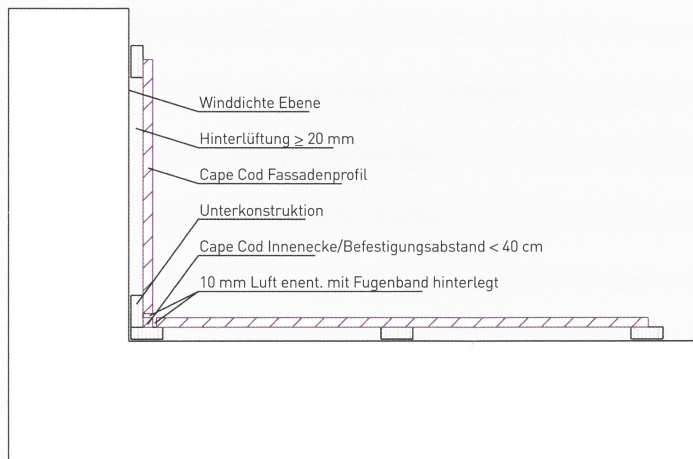 Winddichte Ebene
Hinterlüftung ≥ 20 mm
Cape Cod Fassadenprofil
Unterkonstruktion
Cape Cod Innenecke/Befestigungsabstand < 40 cm
10 mm Luft enent. mit Fugenband hinterlegt